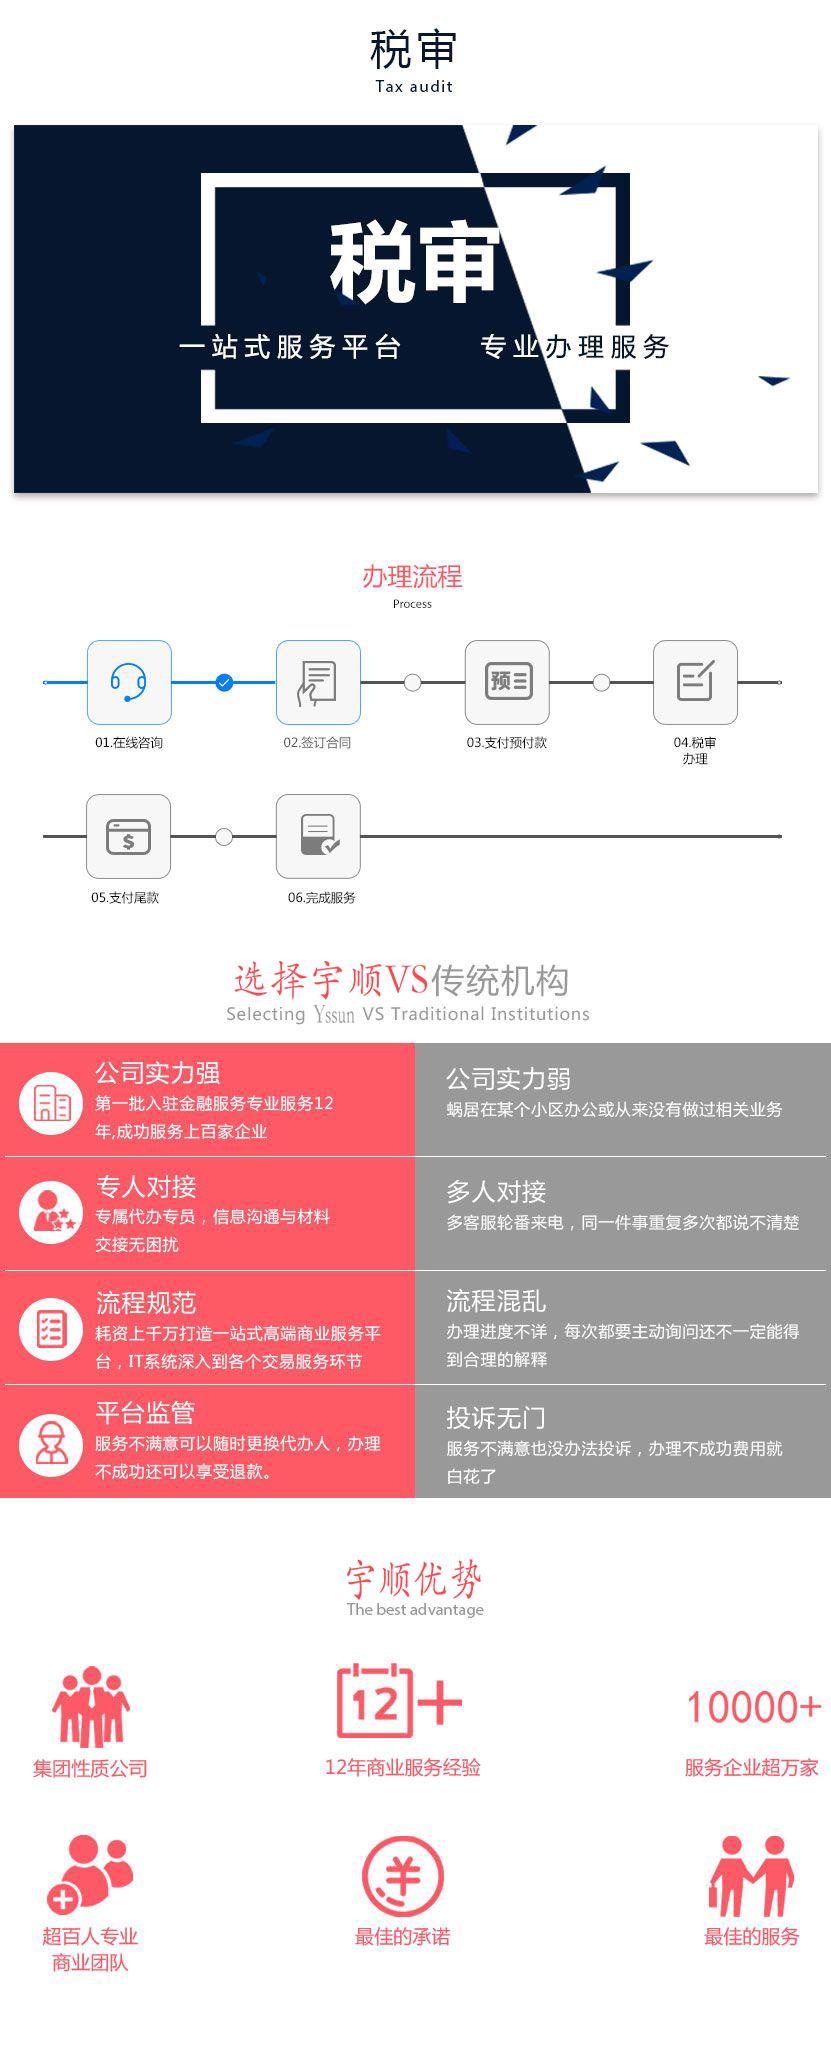 税审
Tax audit
税审
一站式服务平台 专业办理服务
办理流程
Process
预
01.在线咨询
02.签订合同
03.支付预付款
04.税审
办理
$
05.支付尾款
06.完成服务
选择宇顺VS传统机构
Selecting Yssun VS Traditional Institutions
公司实力强
第一批入驻金融服务专业服务12
年,成功服务上百家企业
公司实力弱
蜗居在某个小区办公或从来没有做过相关业务
专人对接
专属代办专员，信息沟通与材料
交接无困扰
多人对接
多客服轮番来电，同一件事重复多次都说不清楚
流程规范
耗资上千万打造一站式高端商业服务平
台，IT系统深入到各个交易服务环节
流程混乱
办理进度不详，每次都要主动询问还不一定能得
到合理的解释
平台监管
服务不满意可以随时更换代办人，办理
不成功还可以享受退款。
投诉无门
服务不满意也没办法投诉，办理不成功费用就
白花了
宇顺优势
The best advantage
12+
10000+
集团性质公司
12年商业服务经验
服务企业超万家
¥
超百人专业
商业团队
最佳的承诺
最佳的服务